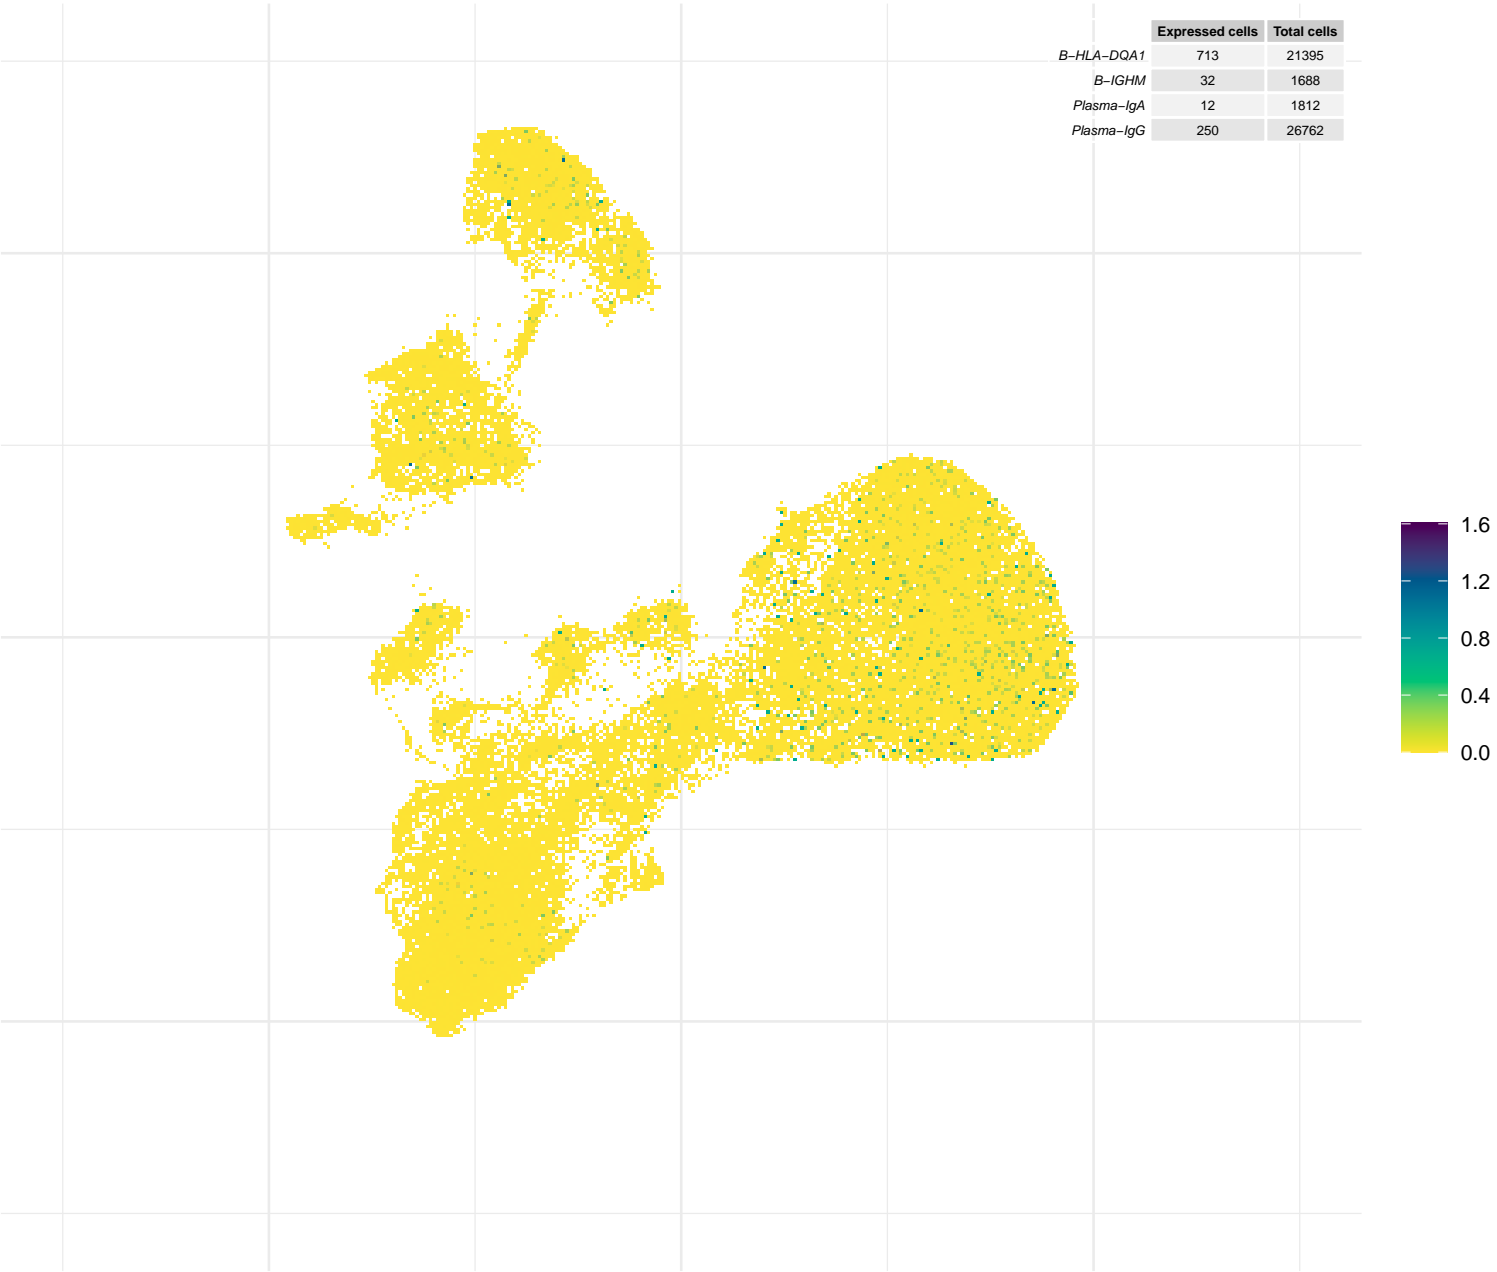 Expressed cells Total cells
B−HLA−DQA1 713 21395
B−IGHM 32 1688
Plasma−IgA 12 1812
Plasma−IgG 250 26762
1.6
1.2
0.8
0.4
0.0